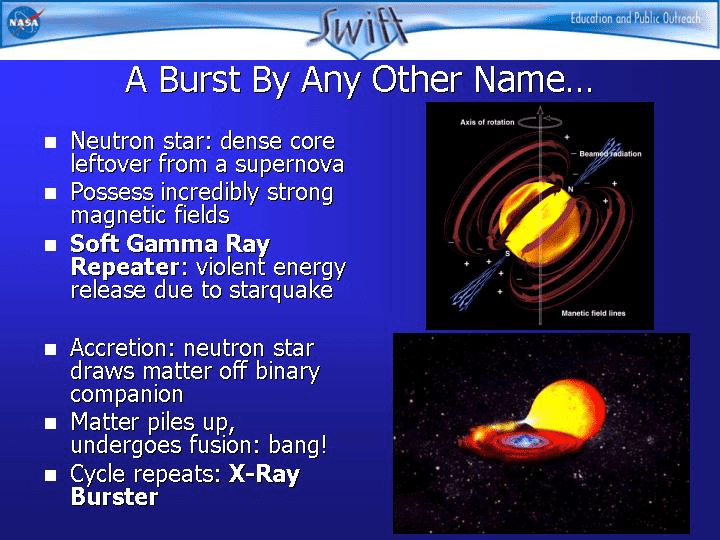 NASA
Swift
Education and Public Outreach
A Burst By Any Other Name...
Neutron star: dense core
leftover from a supernova
Possess incredibly strong
magnetic fields
Soft Gamma Ray
Repeater: violent energy
release due to starquake
Accretion: neutron star
draws matter off binary
companion
Matter piles up,
undergoes fusion: bang!
Cycle repeats: X-Ray
Burster
Axis of rotation
Beamed radiation
N
S
Manetic field lines